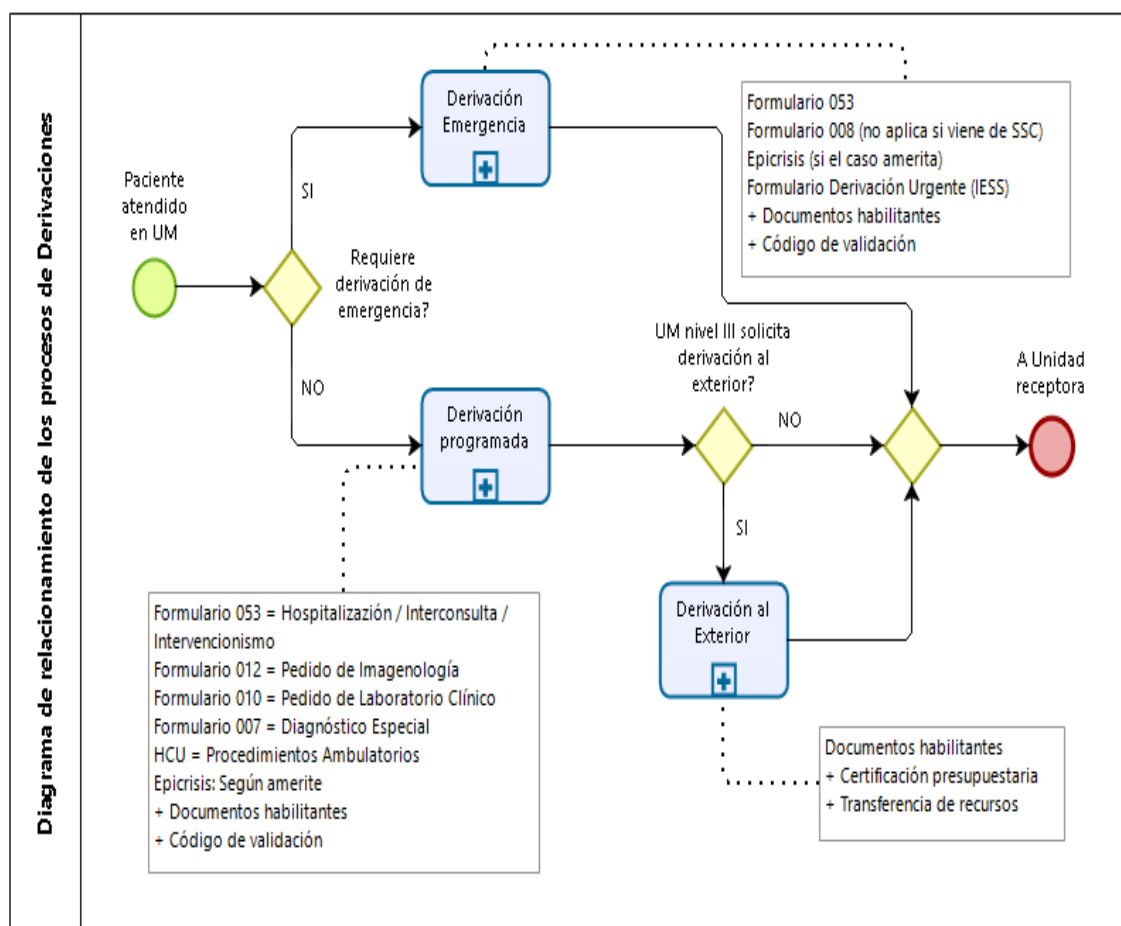 Diagrama de relacionamiento de los procesos de Derivaciones
Paciente
atendido
en UM
Requiere
derivación de
emergencia?
SI
NO
Derivación
Emergencia
Formulario 053
Formulario 008 (no aplica si viene de SSC)
Epicrisis (si el caso amerita)
Formulario Derivación Urgente (IESS)
+ Documentos habilitantes
+ Código de validación
Derivación
programada
UM nivel III solicita
derivación al
exterior?
NO
SI
A Unidad
receptora
Derivación al
Exterior
Formulario 053 = Hospitalizazión / Interconsulta /
Intervencionismo
Formulario 012 = Pedido de Imagenología
Formulario 010 = Pedido de Laboratorio Clínico
Formulario 007 = Diagnóstico Especial
HCU = Procedimientos Ambulatorios
Epicrisis: Según amerite
+ Documentos habilitantes
+ Código de validación
Documentos habilitantes
+ Certificación presupuestaria
+ Transferencia de recursos